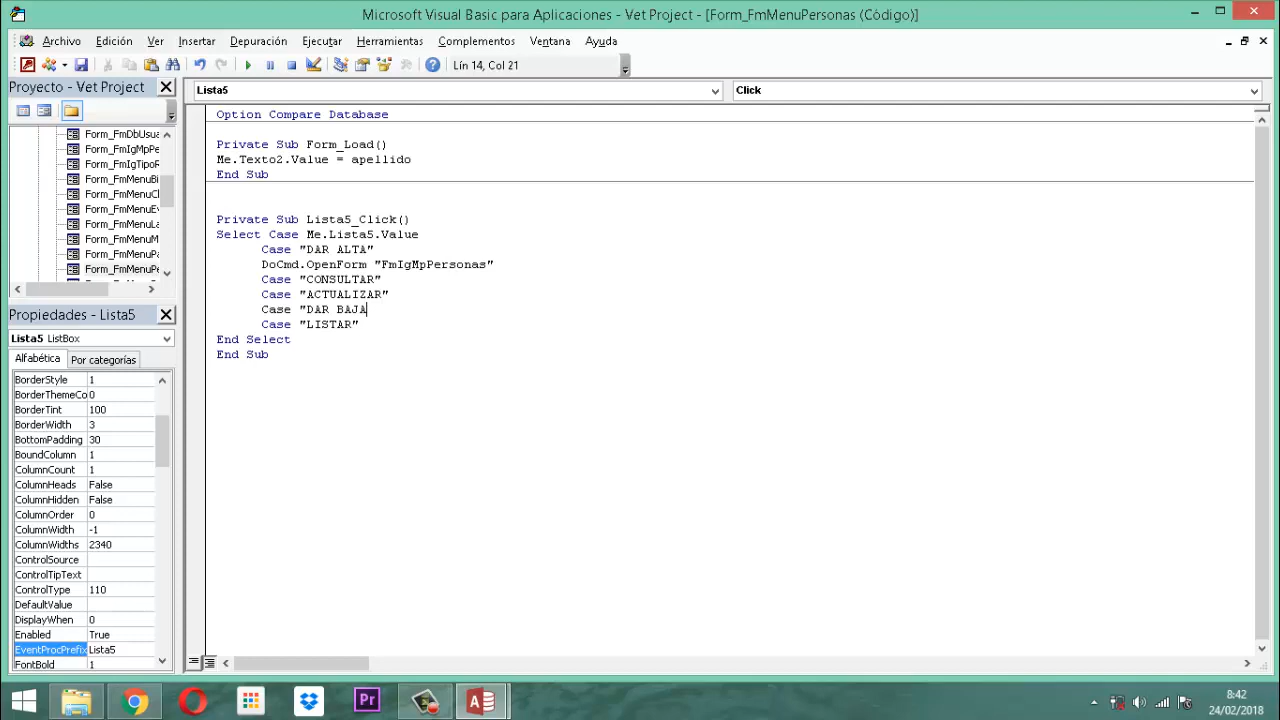 Microsoft Visual Basic para Aplicaciones - Vet Project - [Form_FmMenuPersonas (Código)]
Archivo Edición Ver Insertar Depuración Ejecutar Herramientas Complementos Ventana Ayuda
Lín 14, Col 21
Proyecto - Vet Project
Lista5 Click
Form_FmDbUsua
Form_FmIgMpPe
Form_FmIgTipoR
Form_FmMenuBi
Form_FmMenuCl
Form_FmMenuEv
Form_FmMenuLa
Form_FmMenuM
Form_FmMenuPa
Form_FmMenuPe
Propiedades - Lista5
Lista5 ListBox
Alfabética Por categorías
BorderStyle 1
BorderThemeCo 0
BorderTint 100
BorderWidth 3
BottomPadding 30
BoundColumn 1
ColumnCount 1
ColumnHeads False
ColumnHidden False
ColumnOrder 0
ColumnWidth -1
ColumnWidths 2340
ControlSource
ControlTipText
ControlType 110
DefaultValue
DisplayWhen 0
Enabled True
EventProcPrefix Lista5
FontBold 1
Option Compare Database
Private Sub Form_Load()
Me.Texto2.Value = apellido
End Sub
Private Sub Lista5_Click()
Select Case Me.Lista5.Value
Case "DAR ALTA"
DoCmd.OpenForm "FmIgMpPersonas"
Case "CONSULTAR"
Case "ACTUALIZAR"
Case "DAR BAJA
Case "LISTAR"
End Select
End Sub
Pr
8:42
24/02/2018